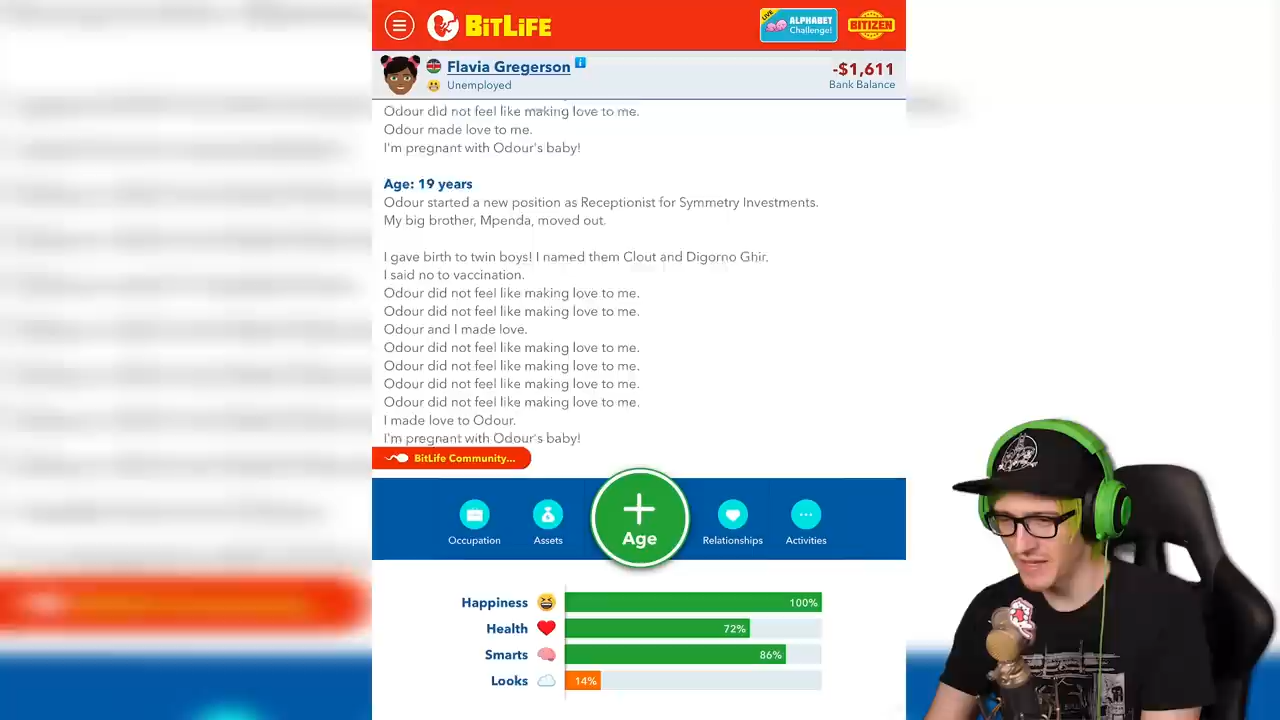 BitLife
LIVE
ALPHABET
Challenge!
BITIZEN
Flavia Gregerson
Unemployed
-$1,611
Bank Balance
Odour did not feel like making love to me.
Odour made love to me.
I'm pregnant with Odour's baby!
Age: 19 years
Odour started a new position as Receptionist for Symmetry Investments.
My big brother, Mpenda, moved out.
I gave birth to twin boys! I named them Clout and Digorno Ghir.
I said no to vaccination.
Odour did not feel like making love to me.
Odour did not feel like making love to me.
Odour and I made love.
Odour did not feel like making love to me.
Odour did not feel like making love to me.
Odour did not feel like making love to me.
Odour did not feel like making love to me.
I made love to Odour.
I'm pregnant with Odour's baby!
BitLife Community...
Occupation
Assets
Age
Relationships
Activities
Happiness 100%
Health 72%
Smarts 86%
Looks 14%